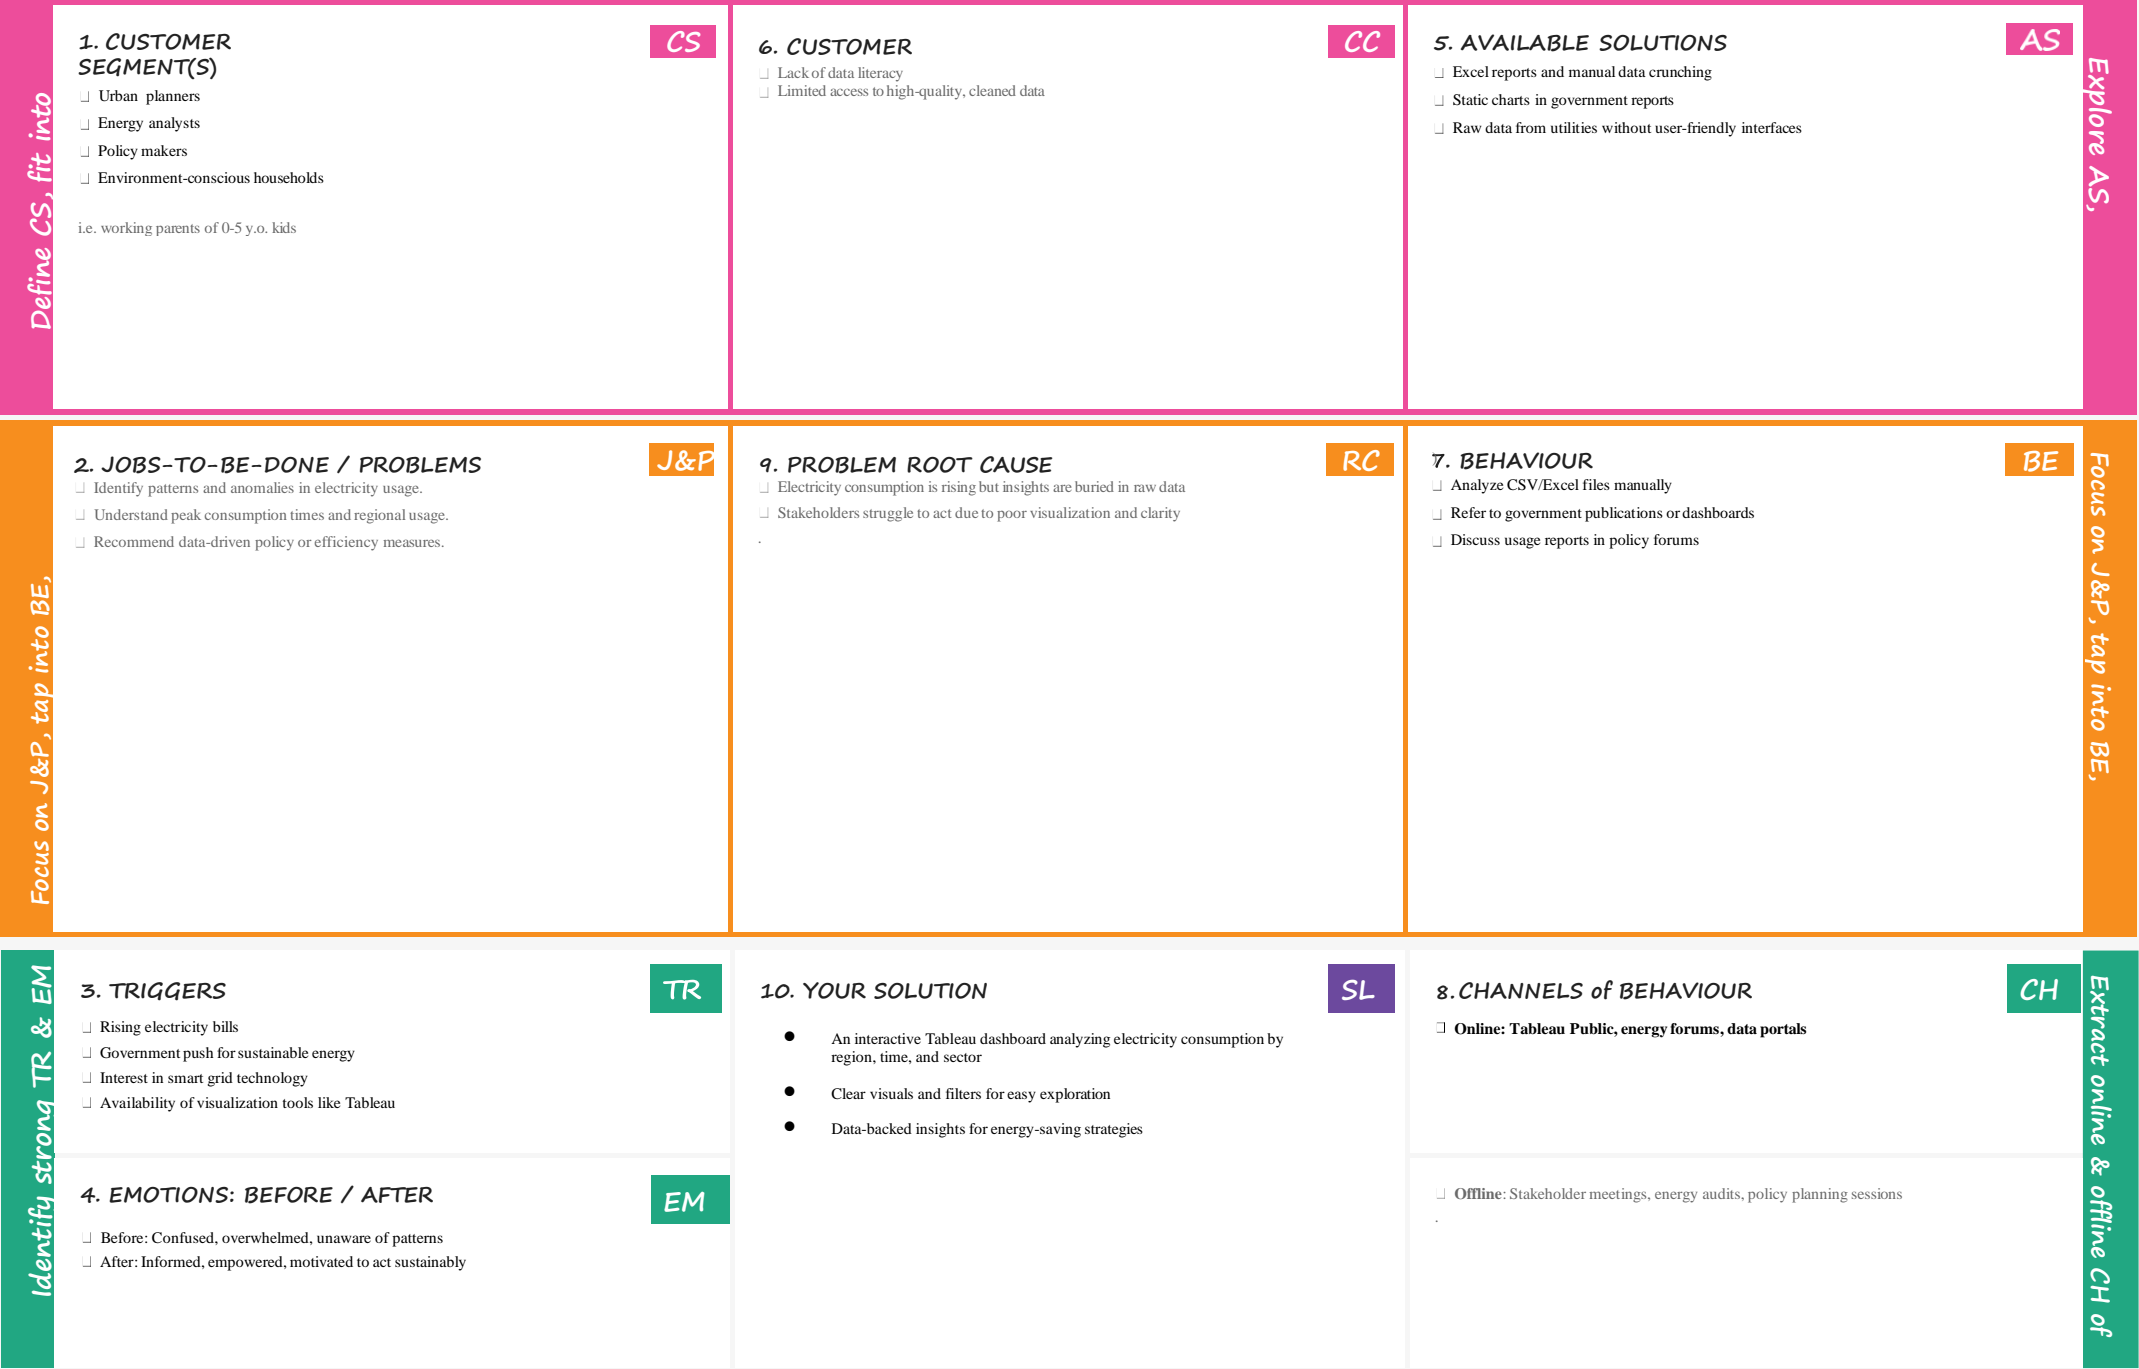 Define CS, fit into
1. CUSTOMER
SEGMENT(S)
CS
Urban planners
Energy analysts
Policy makers
Environment-conscious households
i.e. working parents of 0-5 y.o. kids
6. CUSTOMER
CC
Lack of data literacy
Limited access to high-quality, cleaned data
5. AVAILABLE SOLUTIONS
AS
Excel reports and manual data crunching
Static charts in government reports
Raw data from utilities without user-friendly interfaces
Explore AS,
Focus on J&P, tap into BE,
2. JOBS-TO-BE-DONE / PROBLEMS
J&P
Identify patterns and anomalies in electricity usage.
Understand peak consumption times and regional usage.
Recommend data-driven policy or efficiency measures.
9. PROBLEM ROOT CAUSE
RC
Electricity consumption is rising but insights are buried in raw data
Stakeholders struggle to act due to poor visualization and clarity
.
7. BEHAVIOUR
BE
Analyze CSV/Excel files manually
Refer to government publications or dashboards
Discuss usage reports in policy forums
Focus on J&P, tap into BE,
Identify strong TR & EM
3. TRIGGERS
TR
Rising electricity bills
Government push for sustainable energy
Interest in smart grid technology
Availability of visualization tools like Tableau
4. EMOTIONS: BEFORE / AFTER
EM
Before: Confused, overwhelmed, unaware of patterns
After: Informed, empowered, motivated to act sustainably
10. YOUR SOLUTION
SL
● An interactive Tableau dashboard analyzing electricity consumption by
region, time, and sector
● Clear visuals and filters for easy exploration
● Data-backed insights for energy-saving strategies
8. CHANNELS of BEHAVIOUR
CH
Online: Tableau Public, energy forums, data portals
Offline: Stakeholder meetings, energy audits, policy planning sessions
.
Extract online & offline CH of